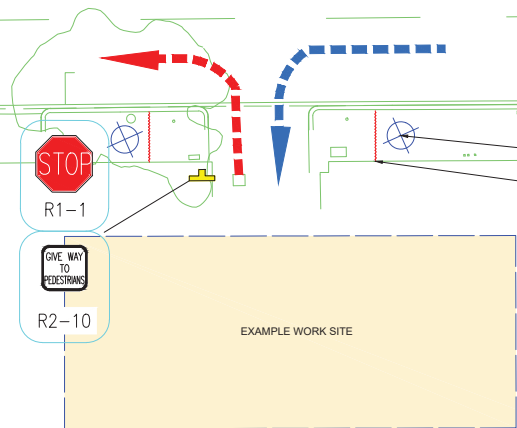 STOP
R1-1
GIVE WAY
TO
PEDESTRIANS
R2-10
EXAMPLE WORK SITE